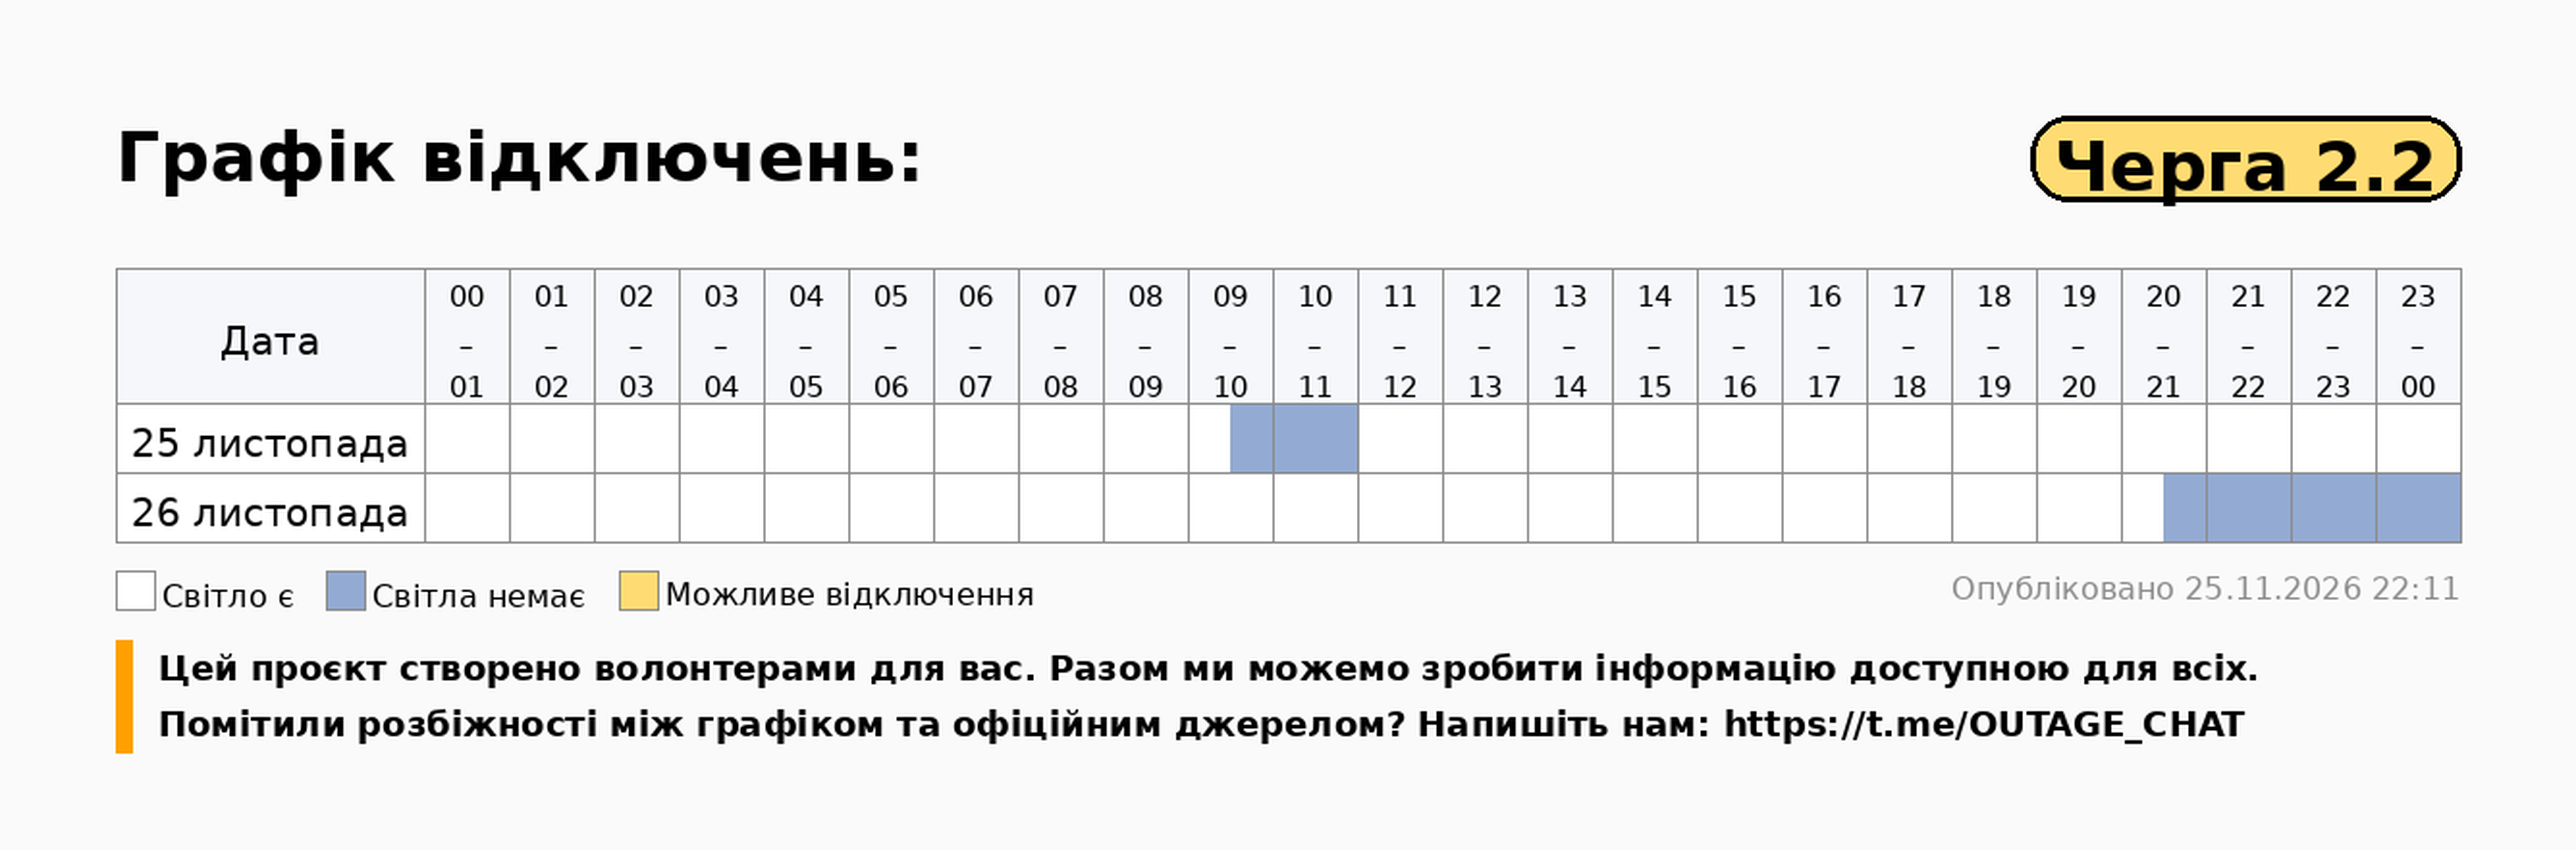 Графік відключень:
Черга 2.2
Дата 00 – 01 01 – 02 02 – 03 03 – 04 04 – 05 05 – 06 06 – 07 07 – 08 08 – 09 09 – 10 10 – 11 11 – 12 12 – 13 13 – 14 14 – 15 15 – 16 16 – 17 17 – 18 18 – 19 19 – 20 20 – 21 21 – 22 22 – 23 23 – 00
25 листопада
26 листопада
Світло є Світла немає Можливе відключення
Опубліковано 25.11.2026 22:11
Цей проєкт створено волонтерами для вас. Разом ми можемо зробити інформацію доступною для всіх.
Помітили розбіжності між графіком та офіційним джерелом? Напишіть нам: https://t.me/OUTAGE_CHAT